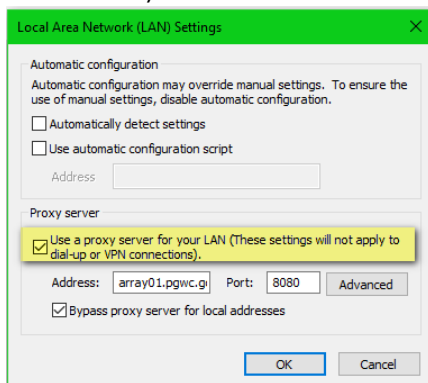 Local Area Network (LAN) Settings
Automatic configuration
Automatic configuration may override manual settings. To ensure the
use of manual settings, disable automatic configuration.
Automatically detect settings
Use automatic configuration script
Address
Proxy server
Use a proxy server for your LAN (These settings will not apply to
dial-up or VPN connections).
Address: array01.pgwc.g Port: 8080 Advanced
Bypass proxy server for local addresses
OK Cancel